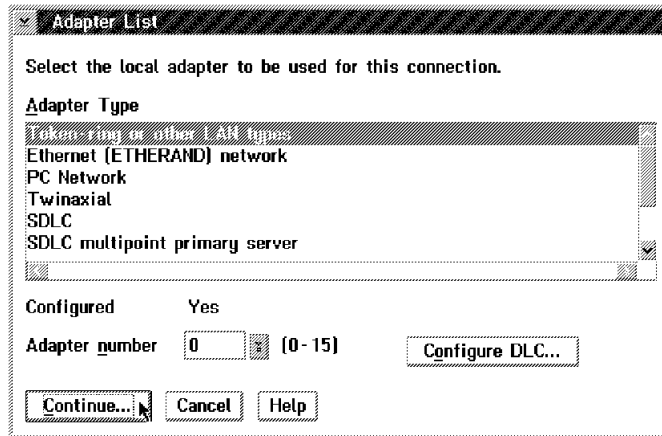 Adapter List
Select the local adapter to be used for this connection.
Adapter Type
Token-ring or other LAN types
Ethernet (ETHERAND) network
PC Network
Twinaxial
SDLC
SDLC multipoint primary server
Configured Yes
Adapter number 0 (0-15) Configure DLC...
Continue... Cancel Help